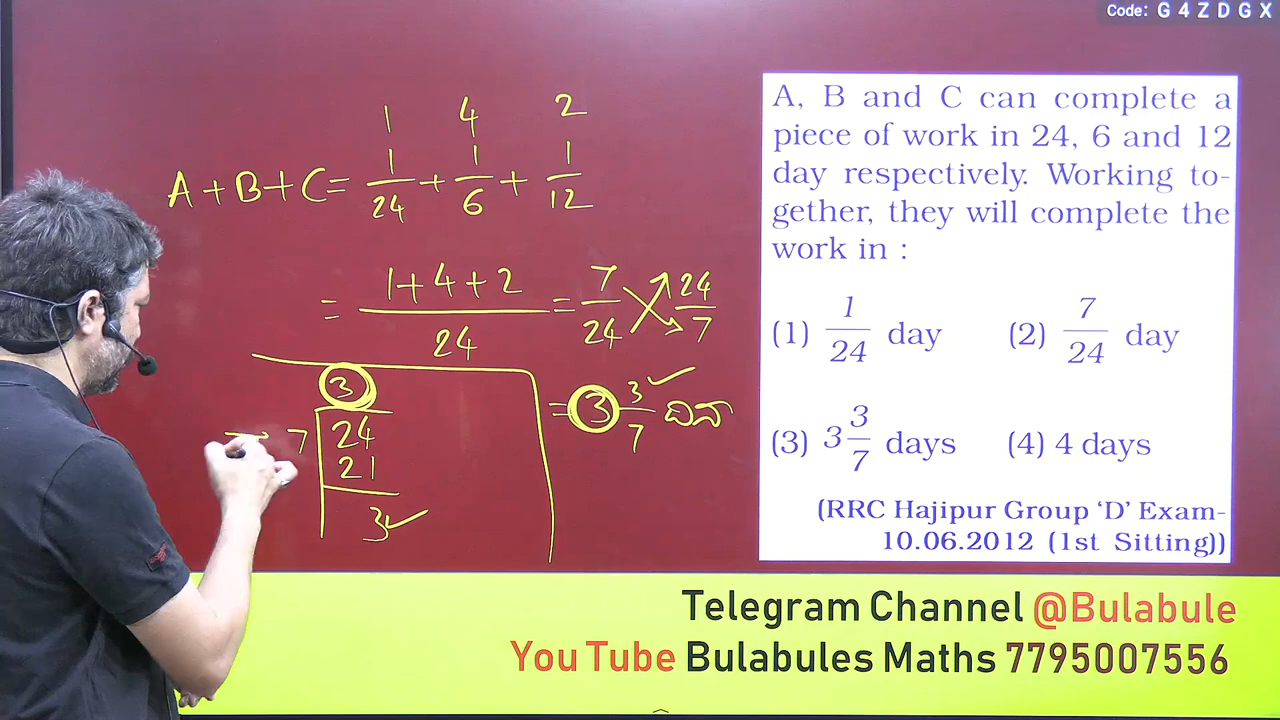 Code: G 4 Z D G X
1 4 2
A + B + C = 1/24 + 1/6 + 1/12
= 1+4+2/24 = 7/24 24/7
= 3 3/7 ದಿನ
3
7 24
21
3
A, B and C can complete a
piece of work in 24, 6 and 12
day respectively. Working to-
gether, they will complete the
work in :
(1) 1/24 day (2) 7/24 day
(3) 3 3/7 days (4) 4 days
(RRC Hajipur Group ‘D’ Exam-
10.06.2012 (1st Sitting))
Telegram Channel @Bulabule
You Tube Bulabules Maths 7795007556